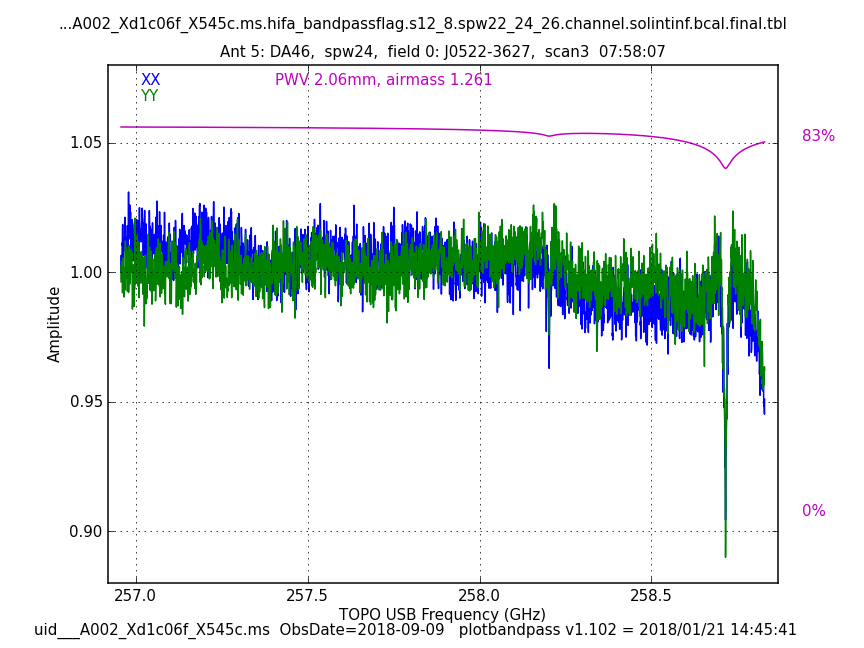 ...A002_Xd1c06f_X545c.ms.hifa_bandpassflag.s12_8.spw22_24_26.channel.solintinf.bcal.final.tbl
Ant 5: DA46,  spw24,  field 0: J0522-3627,  scan3  07:58:07
XX
PWV 2.06mm, airmass 1.261
YY
83%
1.05
1.00
Amplitude
0.95
0%
0.90
257.0
257.5
258.0
258.5
TOPO USB Frequency (GHz)
uid___A002_Xd1c06f_X545c.ms  ObsDate=2018-09-09   plotbandpass v1.102 = 2018/01/21 14:45:41